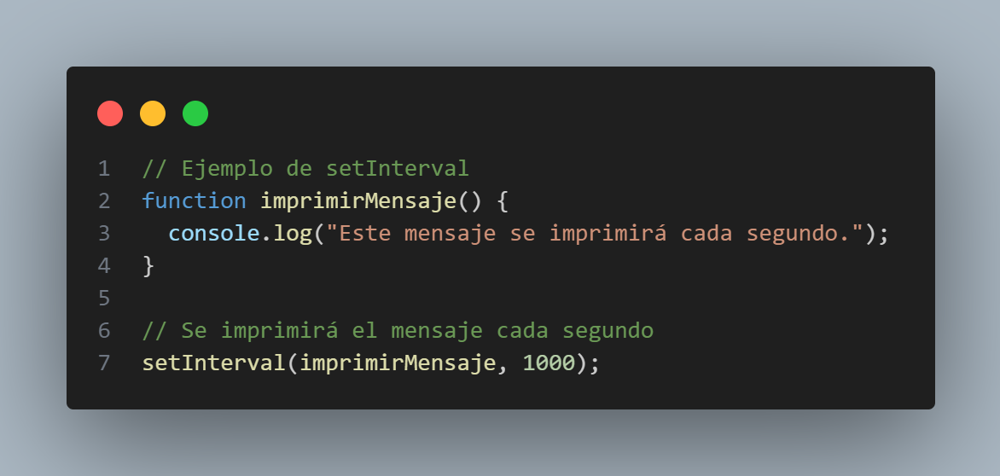 1 // Ejemplo de setInterval
2 function imprimirMensaje() {
3   console.log("Este mensaje se imprimirá cada segundo.");
4 }
5
6 // Se imprimirá el mensaje cada segundo
7 setInterval(imprimirMensaje, 1000);